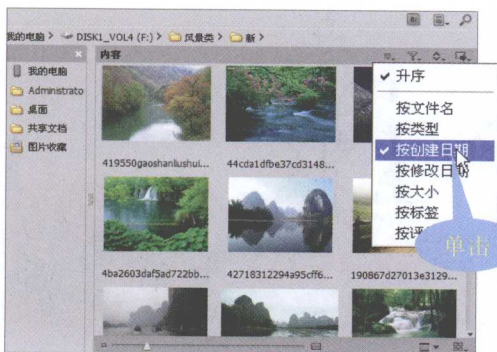 Br
我的电脑 > DISK1_VOL4 (F:) > 风景类 > 新 >
内容
我的电脑
Administrato
桌面
共享文档
图片收藏
419550gaoshanliushui...
44cda1dfbe37cd3148...
4ba2603daf5ad722bb...
42718312294a95cff6...
190867d27013e3129...
升序
按文件名
按类型
按创建日期
按修改日期
按大小
按标签
按评
单击